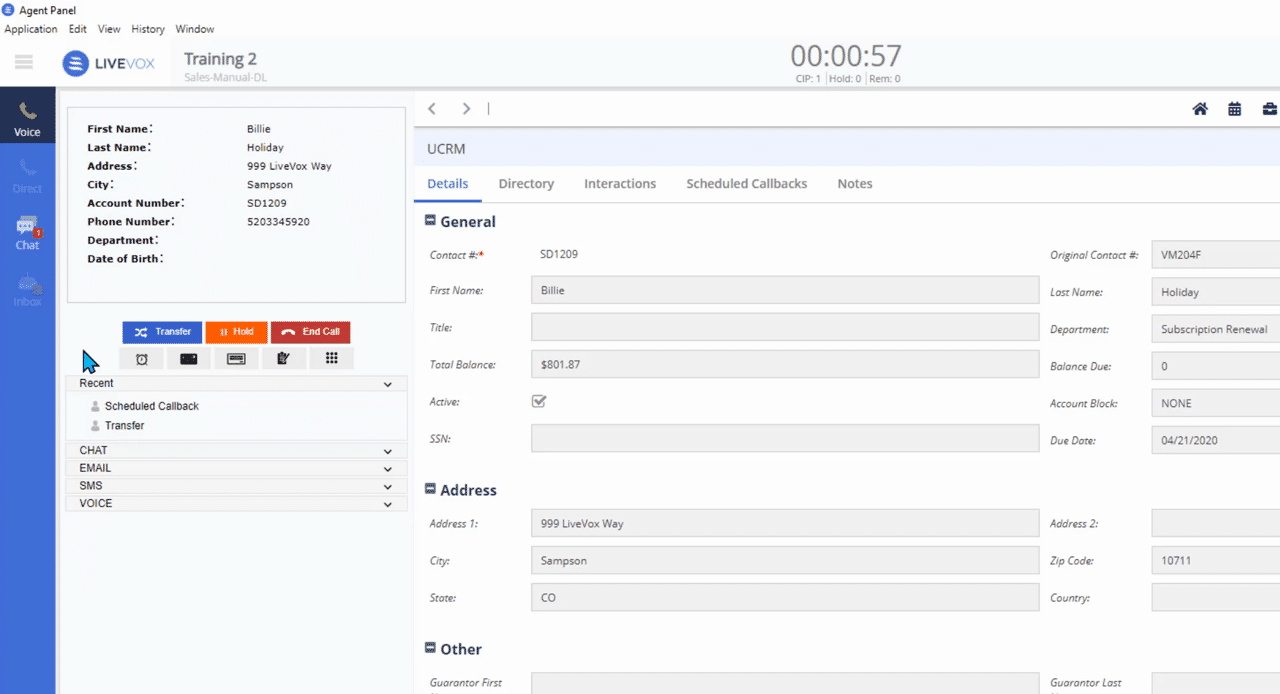 Agent Panel
Application Edit View History Window
LIVEVOX
Training 2
Sales-Manual-DL
00:00:57
CIP: 1 Hold: 0 Rem: 0
Voice
Direct
Chat
1
Inbox
First Name: Billie
Last Name: Holiday
Address: 999 LiveVox Way
City: Sampson
Account Number: SD1209
Phone Number: 5203345920
Department:
Date of Birth:
Transfer Hold End Call
Recent
Scheduled Callback
Transfer
CHAT
EMAIL
SMS
VOICE
UCRM
Details Directory Interactions Scheduled Callbacks Notes
General
Contact #:* SD1209 Original Contact #: VM204F
First Name: Billie Last Name: Holiday
Title: Department: Subscription Renewal
Total Balance: $801.87 Balance Due: 0
Active: Account Block: NONE
SSN: Due Date: 04/21/2020
Address
Address 1: 999 LiveVox Way Address 2:
City: Sampson Zip Code: 10711
State: CO Country:
Other
Guarantor First Guarantor Last